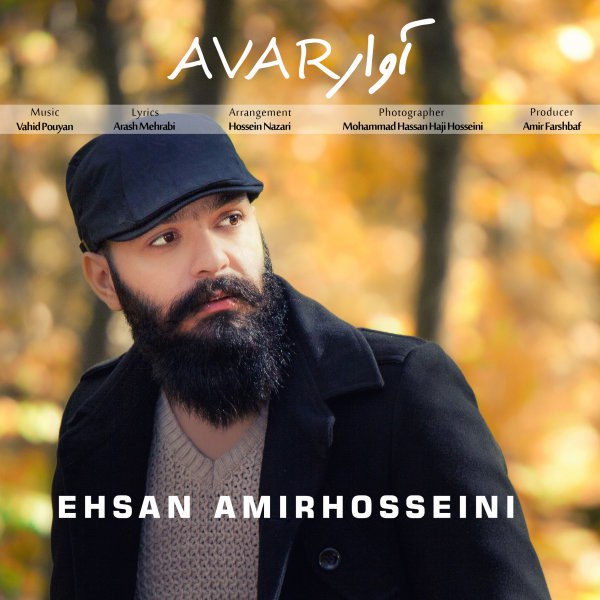 AVAR آوار
Music Lyrics Arrangement Photographer Producer
Vahid Pouyan Arash Mehrabi Hossein Nazari Mohammad Hassan Haji Hosseini Amir Farshbaf
EHSAN AMIRHOSSEINI